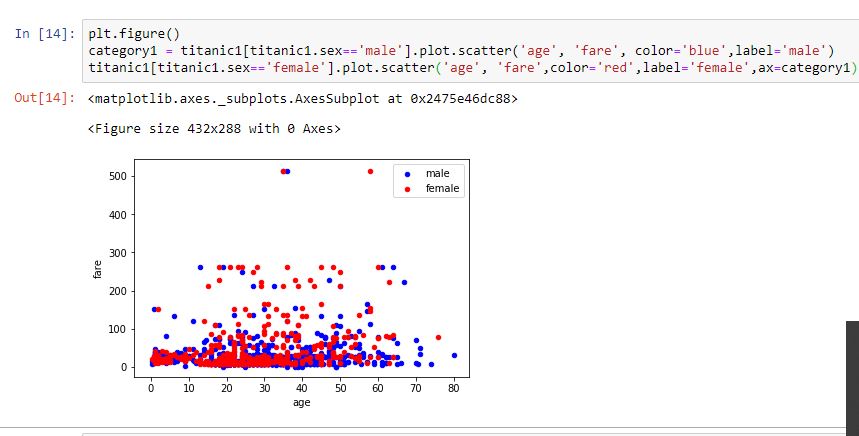 In [14]:
plt.figure()
category1 = titanic1[titanic1.sex=='male'].plot.scatter('age', 'fare', color='blue',label='male')
titanic1[titanic1.sex=='female'].plot.scatter('age', 'fare',color='red',label='female',ax=category1)
Out[14]:
<matplotlib.axes._subplots.AxesSubplot at 0x2475e46dc88>
<Figure size 432x288 with 0 Axes>
male
female
500
400
300
200
100
0
fare
0 10 20 30 40 50 60 70 80
age